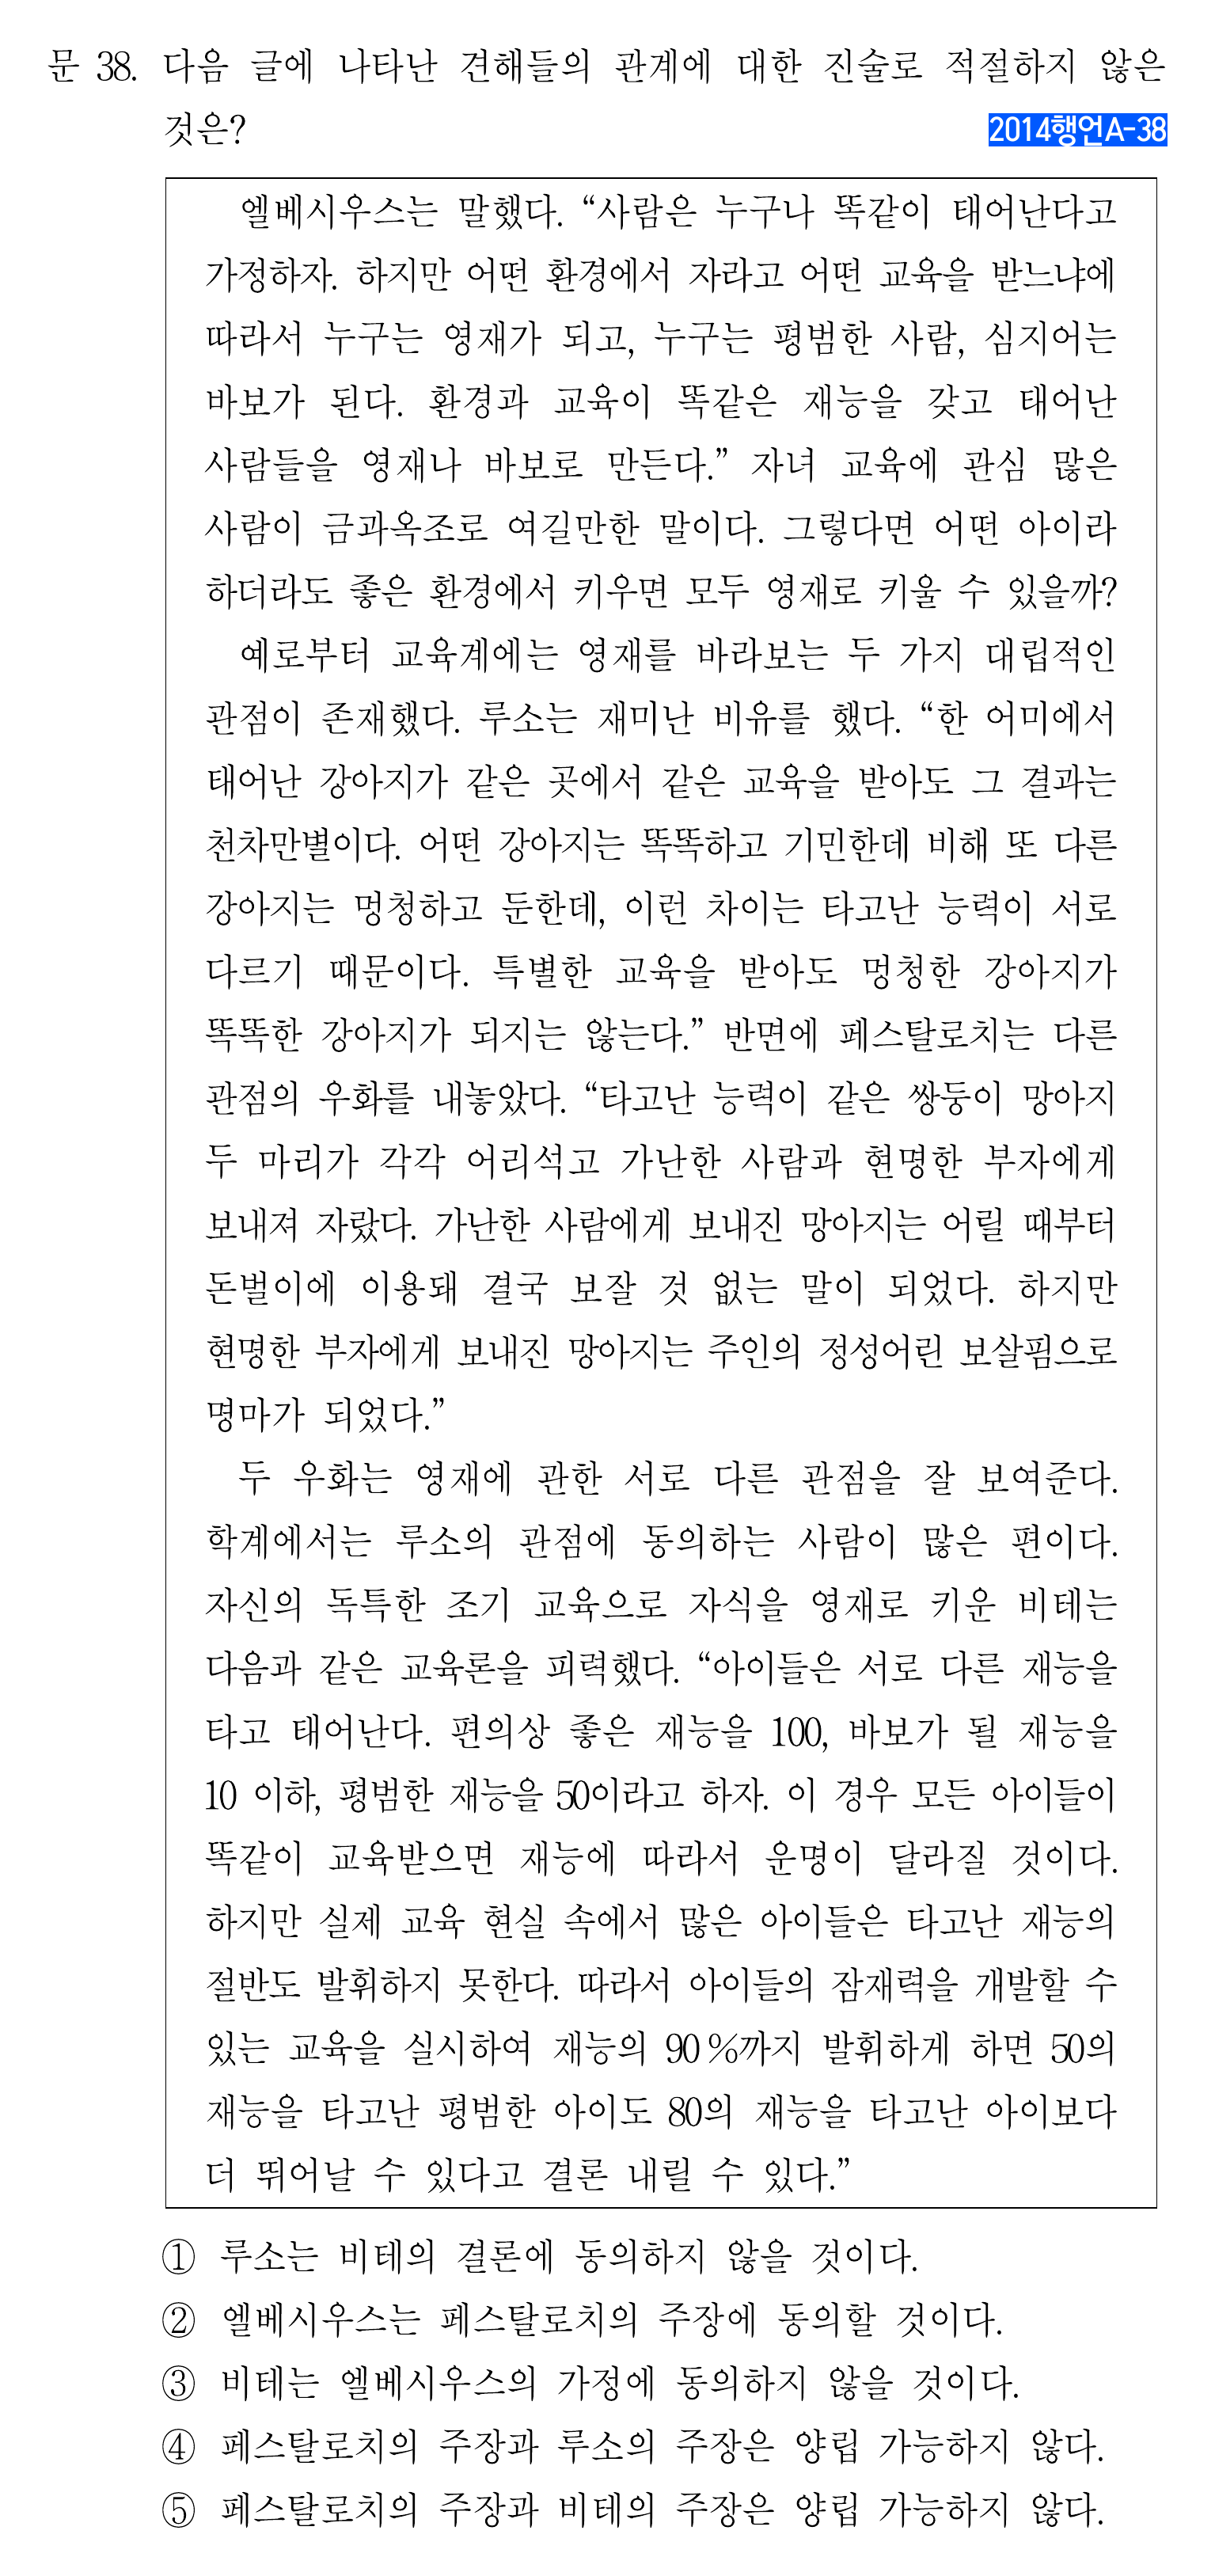 문 38. 다음 글에 나타난 견해들의 관계에 대한 진술로 적절하지 않은
것은?
2014행언A-38
엘베시우스는 말했다. “사람은 누구나 똑같이 태어난다고
가정하자. 하지만 어떤 환경에서 자라고 어떤 교육을 받느냐에
따라서 누구는 영재가 되고, 누구는 평범한 사람, 심지어는
바보가 된다. 환경과 교육이 똑같은 재능을 갖고 태어난
사람들을 영재나 바보로 만든다.” 자녀 교육에 관심 많은
사람이 금과옥조로 여길만한 말이다. 그렇다면 어떤 아이라
하더라도 좋은 환경에서 키우면 모두 영재로 키울 수 있을까?
예로부터 교육계에는 영재를 바라보는 두 가지 대립적인
관점이 존재했다. 루소는 재미난 비유를 했다. “한 어미에서
태어난 강아지가 같은 곳에서 같은 교육을 받아도 그 결과는
천차만별이다. 어떤 강아지는 똑똑하고 기민한데 비해 또 다른
강아지는 멍청하고 둔한데, 이런 차이는 타고난 능력이 서로
다르기 때문이다. 특별한 교육을 받아도 멍청한 강아지가
똑똑한 강아지가 되지는 않는다.” 반면에 페스탈로치는 다른
관점의 우화를 내놓았다. “타고난 능력이 같은 쌍둥이 망아지
두 마리가 각각 어리석고 가난한 사람과 현명한 부자에게
보내져 자랐다. 가난한 사람에게 보내진 망아지는 어릴 때부터
돈벌이에 이용돼 결국 보잘 것 없는 말이 되었다. 하지만
현명한 부자에게 보내진 망아지는 주인의 정성어린 보살핌으로
명마가 되었다.”
두 우화는 영재에 관한 서로 다른 관점을 잘 보여준다.
학계에서는 루소의 관점에 동의하는 사람이 많은 편이다.
자신의 독특한 조기 교육으로 자식을 영재로 키운 비테는
다음과 같은 교육론을 피력했다. “아이들은 서로 다른 재능을
타고 태어난다. 편의상 좋은 재능을 100, 바보가 될 재능을
10 이하, 평범한 재능을 50이라고 하자. 이 경우 모든 아이들이
똑같이 교육받으면 재능에 따라서 운명이 달라질 것이다.
하지만 실제 교육 현실 속에서 많은 아이들은 타고난 재능의
절반도 발휘하지 못한다. 따라서 아이들의 잠재력을 개발할 수
있는 교육을 실시하여 재능의 90 %까지 발휘하게 하면 50의
재능을 타고난 평범한 아이도 80의 재능을 타고난 아이보다
더 뛰어날 수 있다고 결론 내릴 수 있다.”
① 루소는 비테의 결론에 동의하지 않을 것이다.
② 엘베시우스는 페스탈로치의 주장에 동의할 것이다.
③ 비테는 엘베시우스의 가정에 동의하지 않을 것이다.
④ 페스탈로치의 주장과 루소의 주장은 양립 가능하지 않다.
⑤ 페스탈로치의 주장과 비테의 주장은 양립 가능하지 않다.